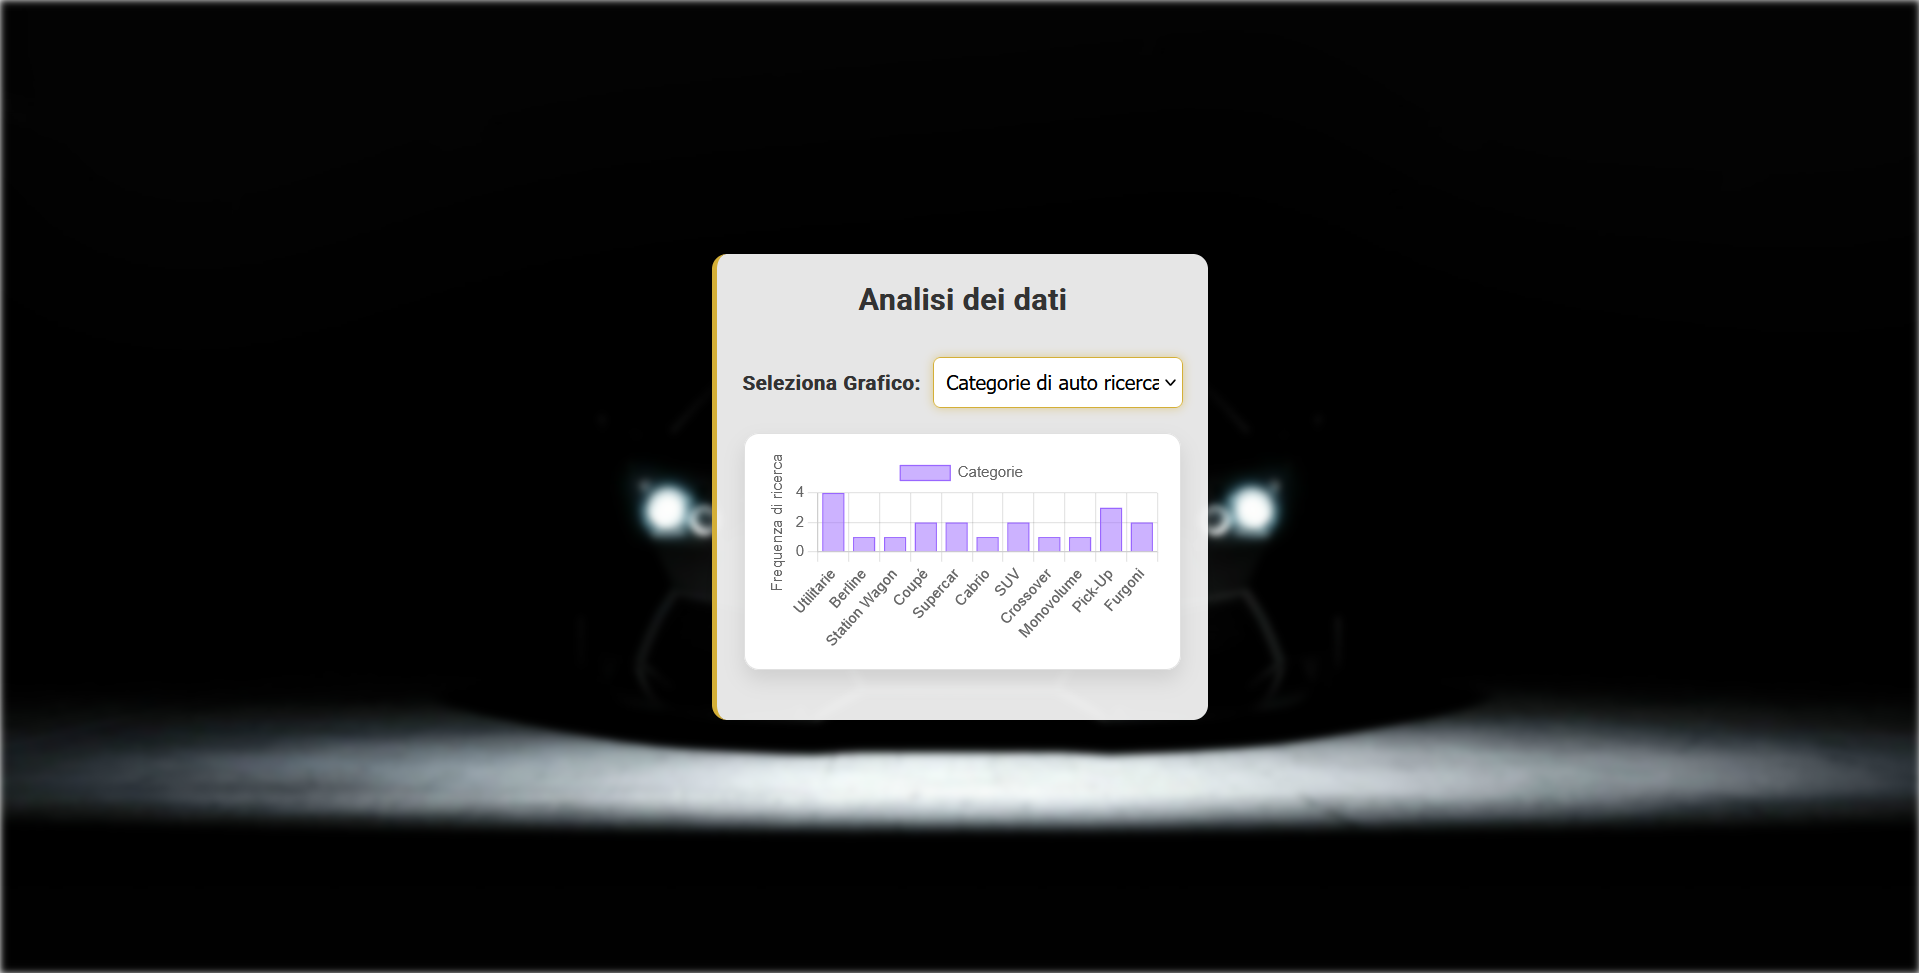 Analisi dei dati
Seleziona Grafico: Categorie di auto ricerca
Categorie
Frequenza di ricerca
4
2
0
Utilitarie
Berline
Station Wagon
Coupé
Supercar
Cabrio
SUV
Crossover
Monovolume
Pick-Up
Furgoni